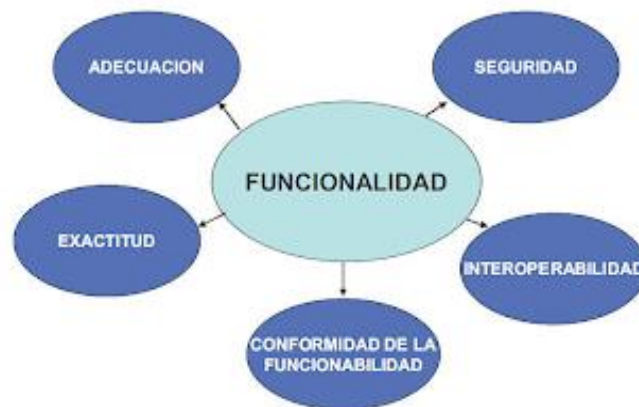 ADECUACION
SEGURIDAD
FUNCIONALIDAD
EXACTITUD
INTEROPERABILIDAD
CONFORMIDAD DE LA
FUNCIONABILIDAD